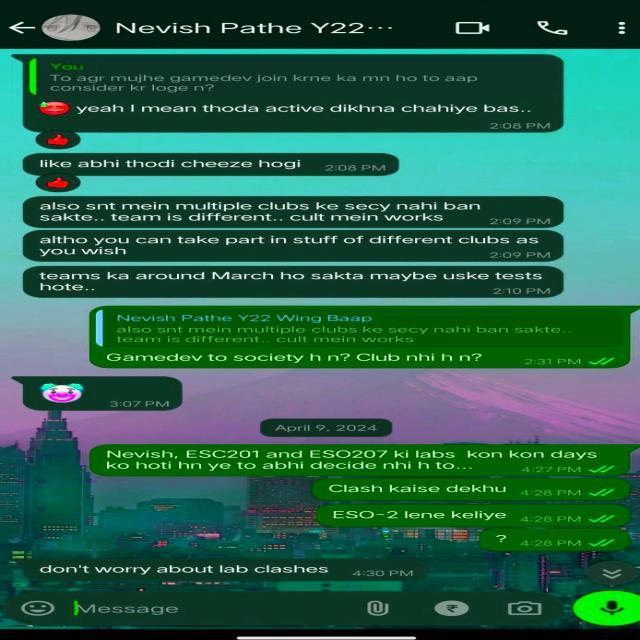 Nevish Pathe Y22...
You
To agr mujhe gamedev join krne ka mn ho to aap
consider kr loge n?
yeah I mean thoda active dikhna chahiye bas..
2:08 PM
like abhi thodi cheeze hogi 2:08 PM
also snt mein multiple clubs ke secy nahi ban
sakte.. team is different.. cult mein works
2:09 PM
altho you can take part in stuff of different clubs as
you wish
2:09 PM
teams ka around March ho sakta maybe uske tests
hote..
2:10 PM
Nevish Pathe Y22 Wing Baap
also snt mein multiple clubs ke secy nahi ban sakte..
team is different.. cult mein works
Gamedev to society h n? Club nhi h n? 2:31 PM
3:07 PM
April 9, 2024
Nevish, ESC201 and ESO207 ki labs kon kon days
ko hoti hn ye to abhi decide nhi h to... 4:27 PM
Clash kaise dekhu 4:28 PM
ESO-2 lene keliye 4:28 PM
? 4:28 PM
don't worry about lab clashes 4:30 PM
Message